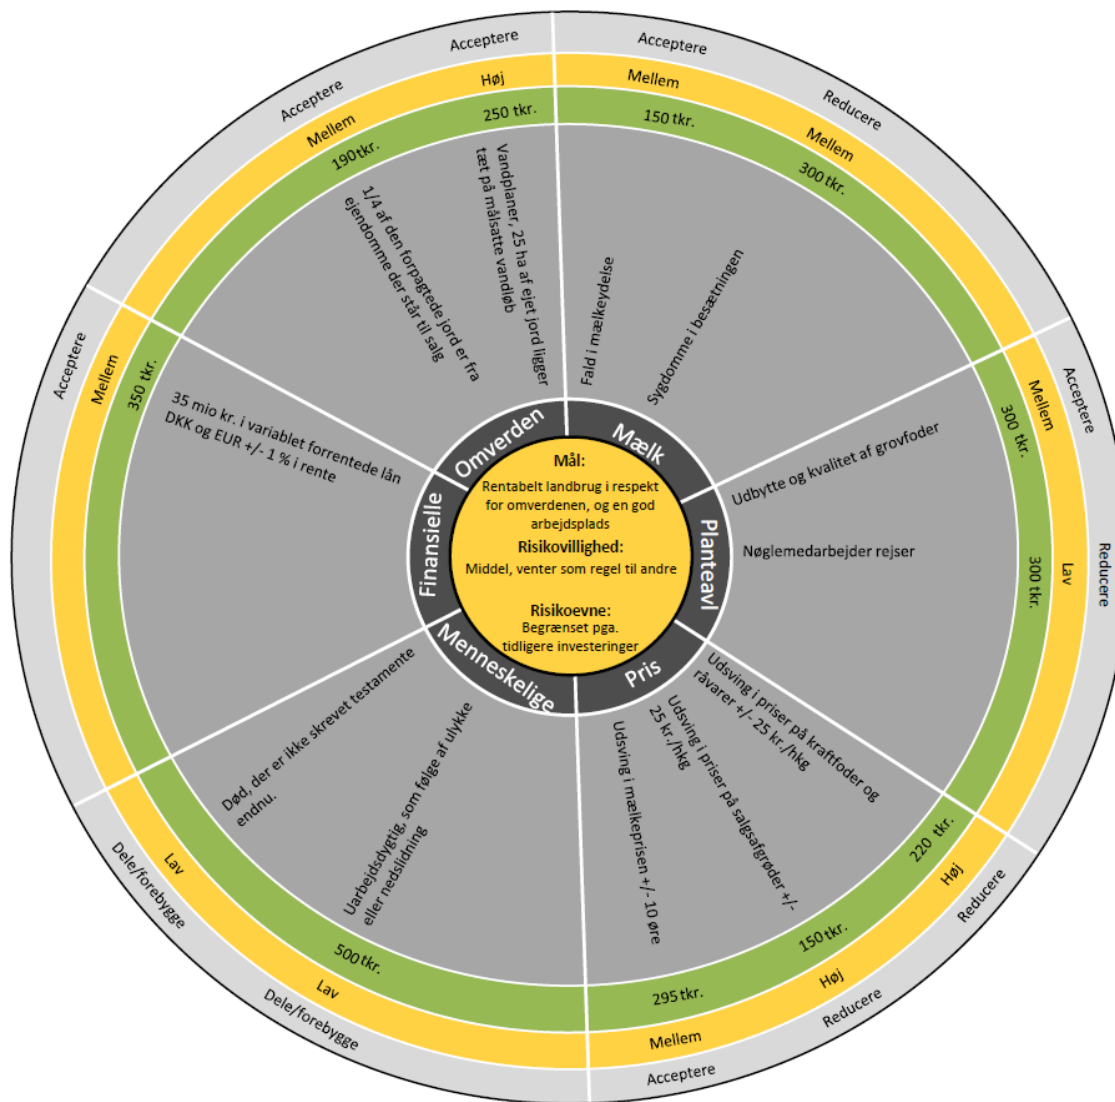 Acceptere
Høj
250 tkr.
Vandplaner, 25 ha af ejet jord ligger
tæt på målsatte vandløb
Acceptere
Mellem
190 tkr.
1/4 af den forpagtede jord er fra
ejendomme der står til salg
Omverden
Acceptere
Mellem
150 tkr.
Fald i mælkeydelse
Reducere
Mellem
300 tkr.
Sygdomme i besætningen
Mælk
Acceptere
Mellem
300 tkr.
Udbytte og kvalitet af grovfoder
Reducere
Lav
300 tkr.
Nøglemedarbejder rejser
Planteavl
Reducere
Høj
220 tkr.
Udsving i priser på kraftfoder og
råvarer +/- 25 kr./hkg
Reducere
Høj
150 tkr.
Udsving i priser på salgsafgrøder +/-
25 kr./hkg
Acceptere
Mellem
295 tkr.
Udsving i mælkeprisen +/- 10 øre
Pris
Dele/forebygge
Lav
500 tkr.
Uarbejdsdygtig, som følge af ulykke
eller nedslidning
Dele/forebygge
Lav
Død, der er ikke skrevet testamente
endnu.
Menneskelige
Acceptere
Mellem
350 tkr.
35 mio kr. i variablet forrentede lån
DKK og EUR +/- 1 % i rente
Finansielle
Mål:
Rentabelt landbrug i respekt
for omverdenen, og en god
arbejdsplads
Risikovillighed:
Middel, venter som regel til andre
Risikoevne:
Begrænset pga.
tidligere investeringer